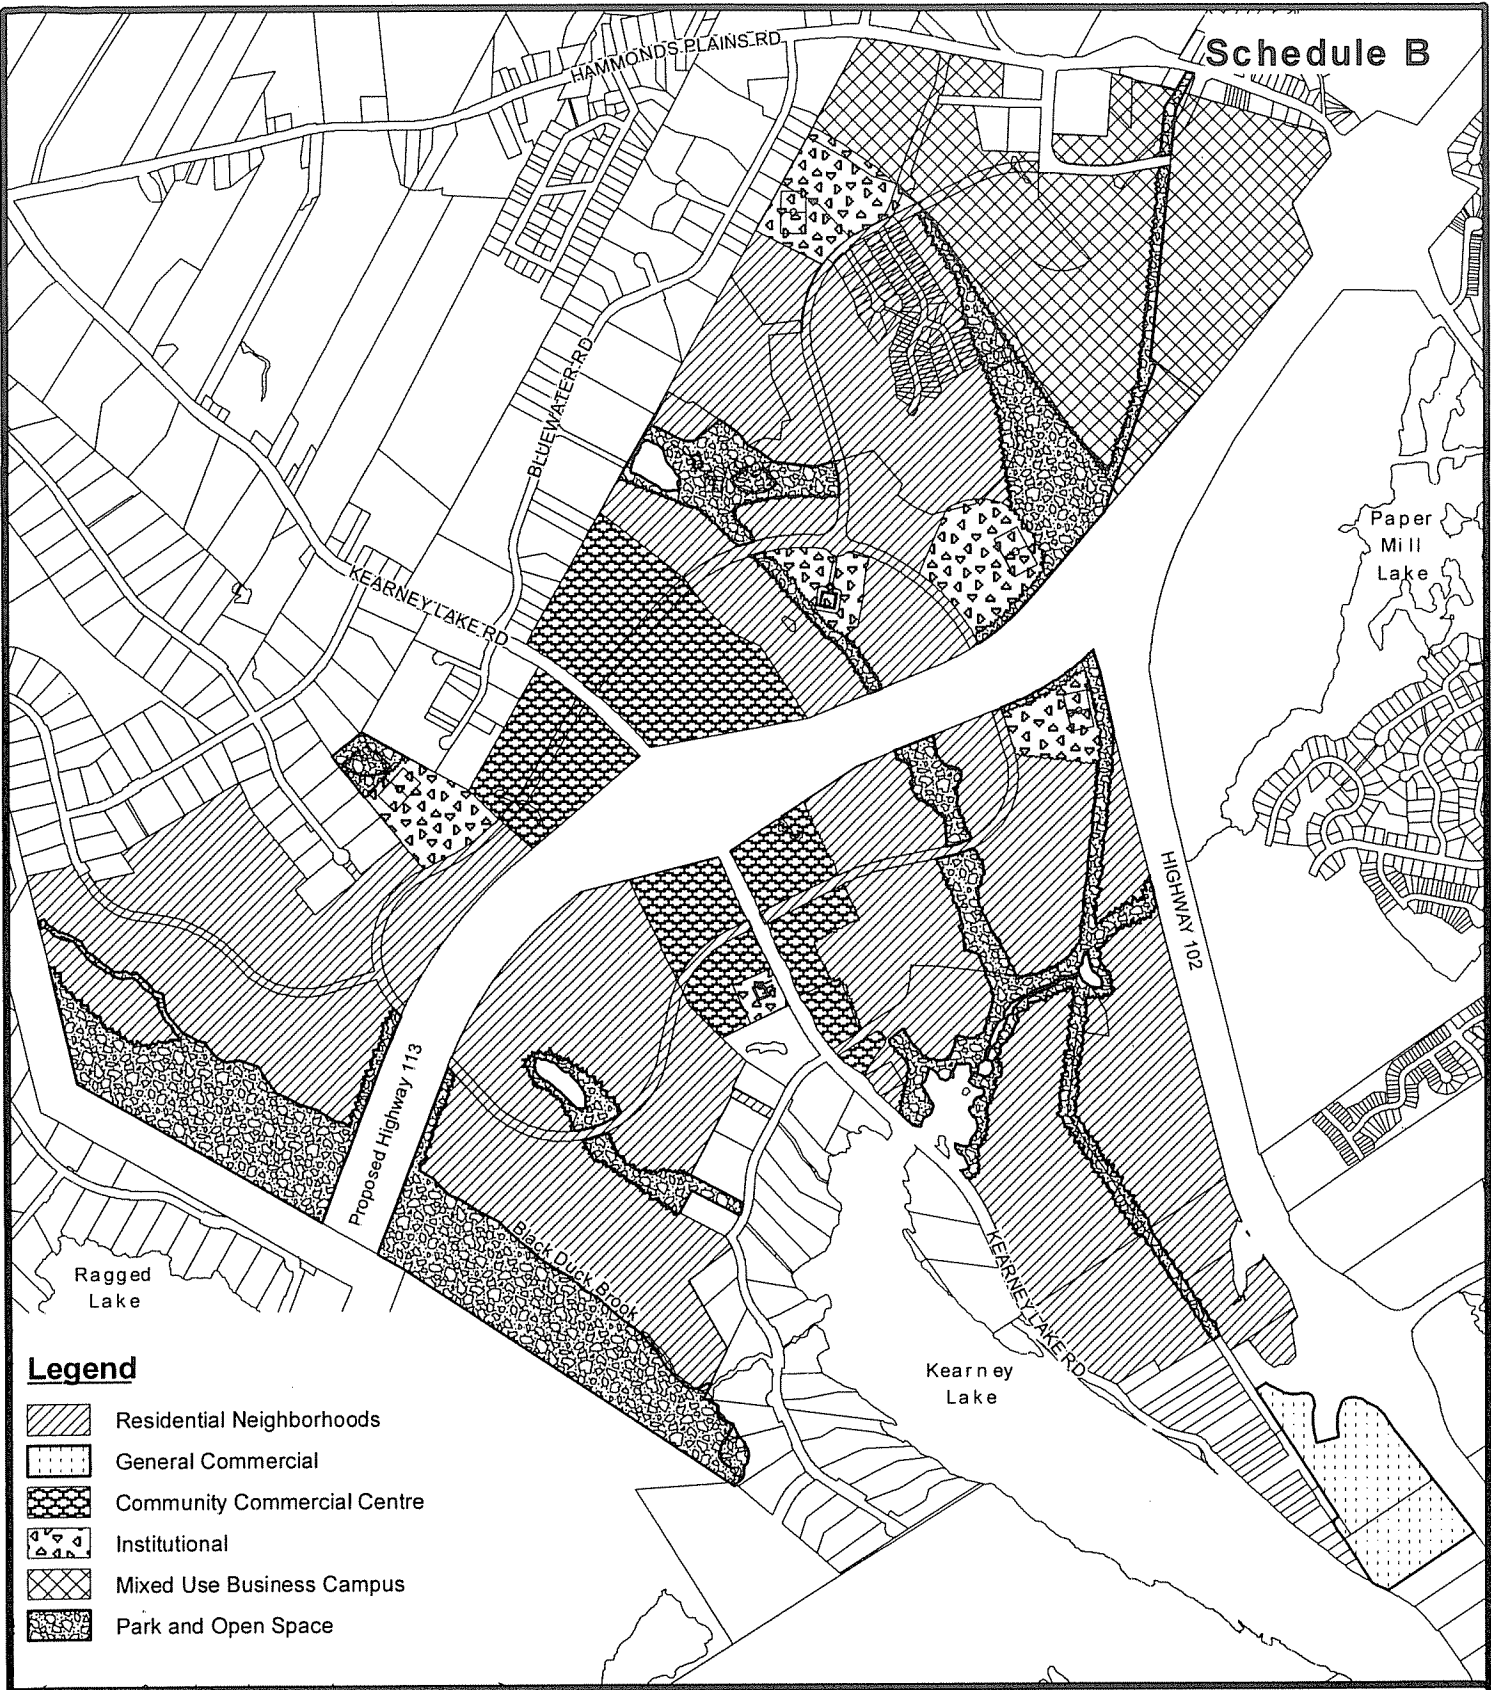 Schedule B
HAMMONDS PLAINS RD
BLUEWATER RD
KEARNEY LAKE RD
Paper
Mill
Lake
HIGHWAY 102
Proposed Highway 113
Black Duck Brook
KEARNEY LAKE RD
Ragged
Lake
Kearney
Lake
Legend
Residential Neighborhoods
General Commercial
Community Commercial Centre
Institutional
Mixed Use Business Campus
Park and Open Space